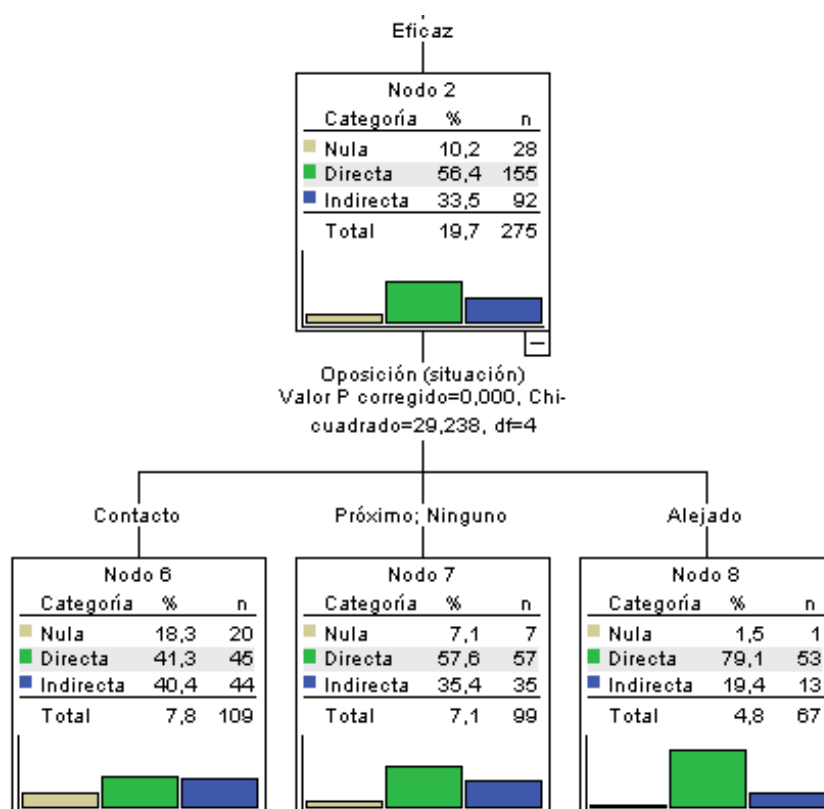 Eficaz
Nodo 2
Categoría % n
Nula 10,2 28
Directa 56,4 155
Indirecta 33,5 92
Total 19,7 275
Oposición (situación)
Valor P corregido=0,000, Chi-
cuadrado=29,238, df=4
Contacto Próximo; Ninguno Alejado
Nodo 6
Categoría % n
Nula 18,3 20
Directa 41,3 45
Indirecta 40,4 44
Total 7,8 109
Nodo 7
Categoría % n
Nula 7,1 7
Directa 57,6 57
Indirecta 35,4 35
Total 7,1 99
Nodo 8
Categoría % n
Nula 1,5 1
Directa 79,1 53
Indirecta 19,4 13
Total 4,8 67